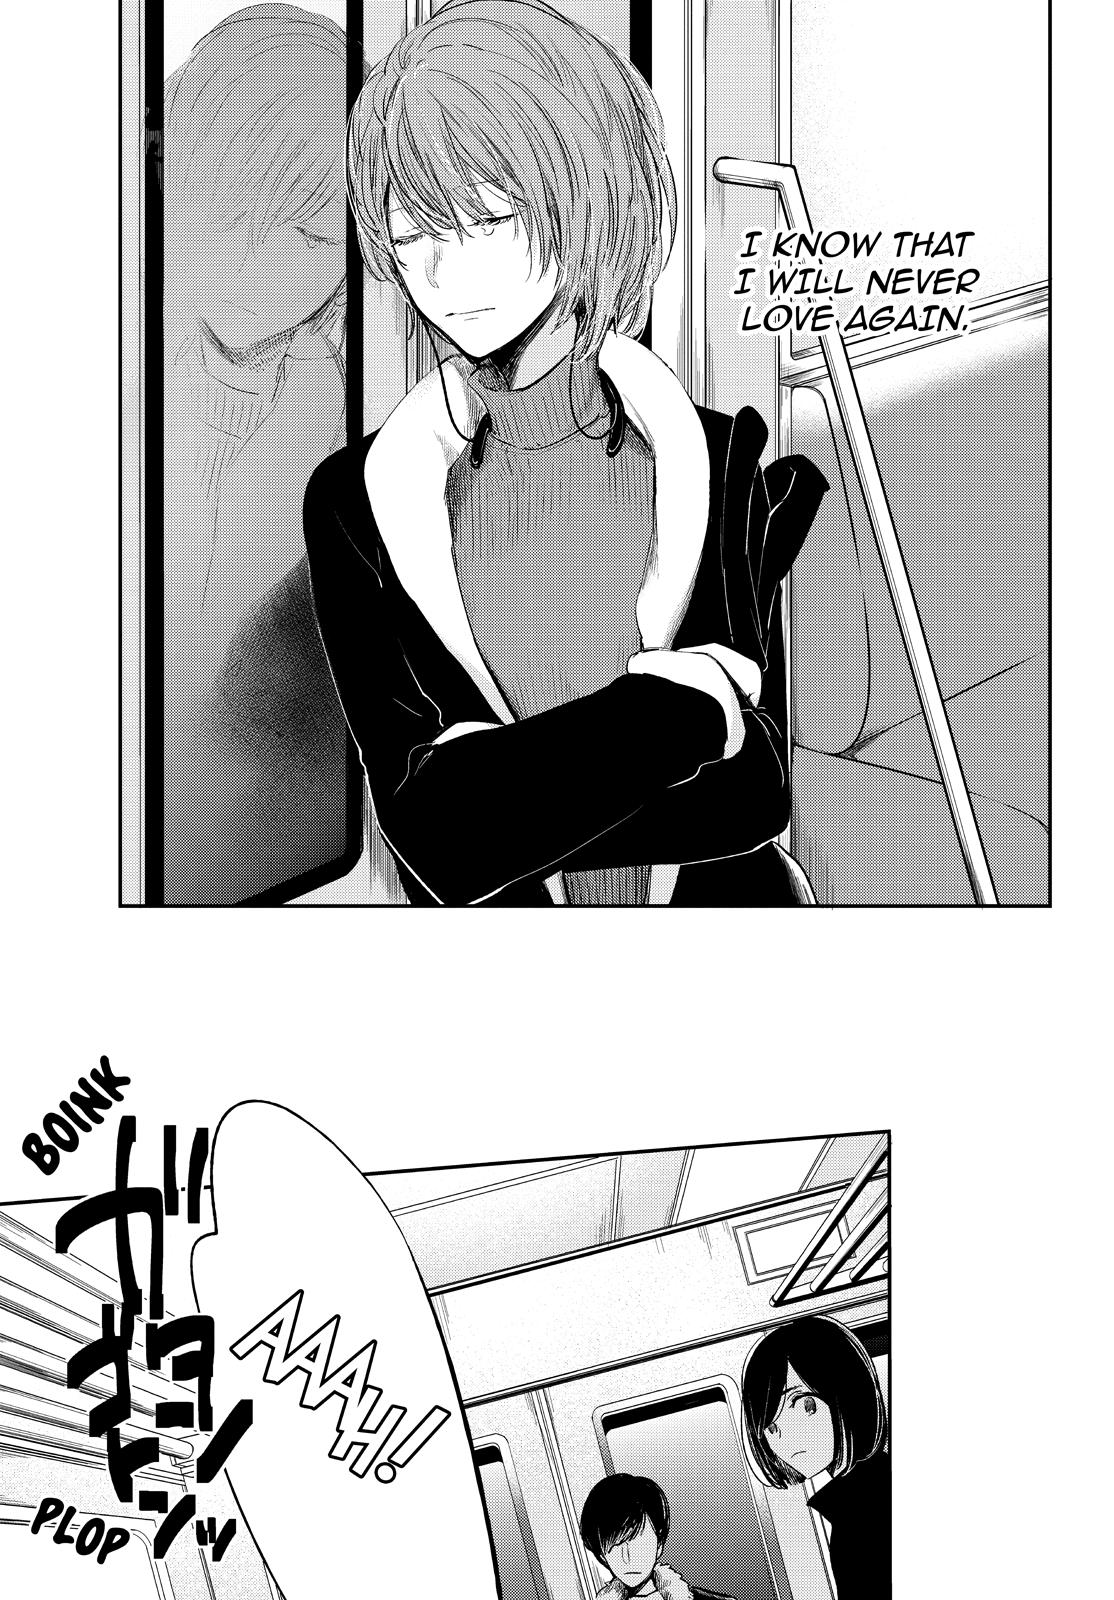 I KNOW THAT
I WILL NEVER
LOVE AGAIN.
BOINK
AAAH!!
PLOP